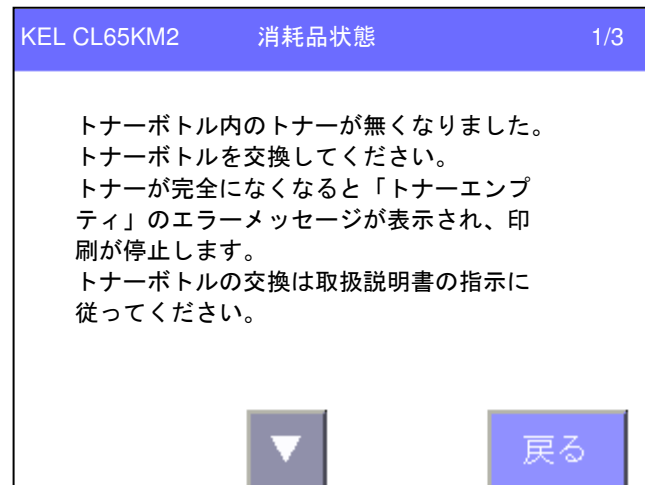 KEL CL65KM2 消耗品状態 1/3
トナーボトル内のトナーが無くなりました。
トナーボトルを交換してください。
トナーが完全になくなると「トナーエンプ
ティ」のエラーメッセージが表示され、印
刷が停止します。
トナーボトルの交換は取扱説明書の指示に
従ってください。
▼ 戻る